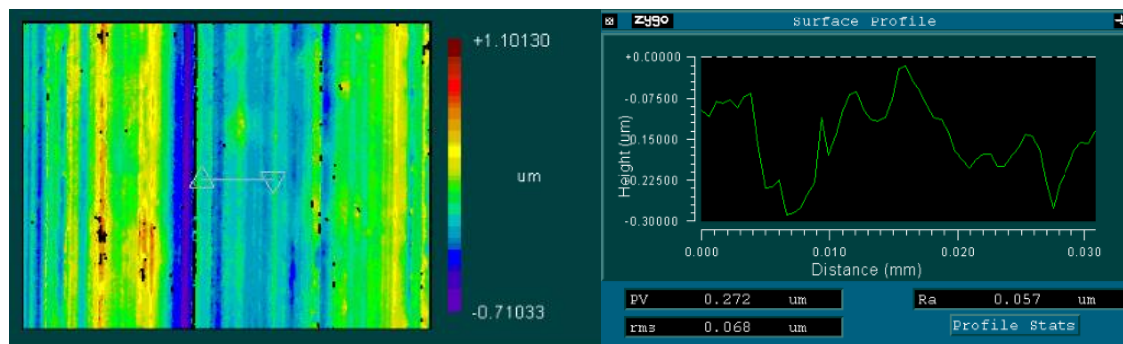 +1.10130
um
-0.71033
zygo
Surface Profile
+0.00000
-0.07500
-0.15000
-0.22500
-0.30000
Height (um)
0.000
0.010
0.020
0.030
Distance (mm)
PV 0.272 um
Ra 0.057 um
rms 0.068 um
Profile Stats